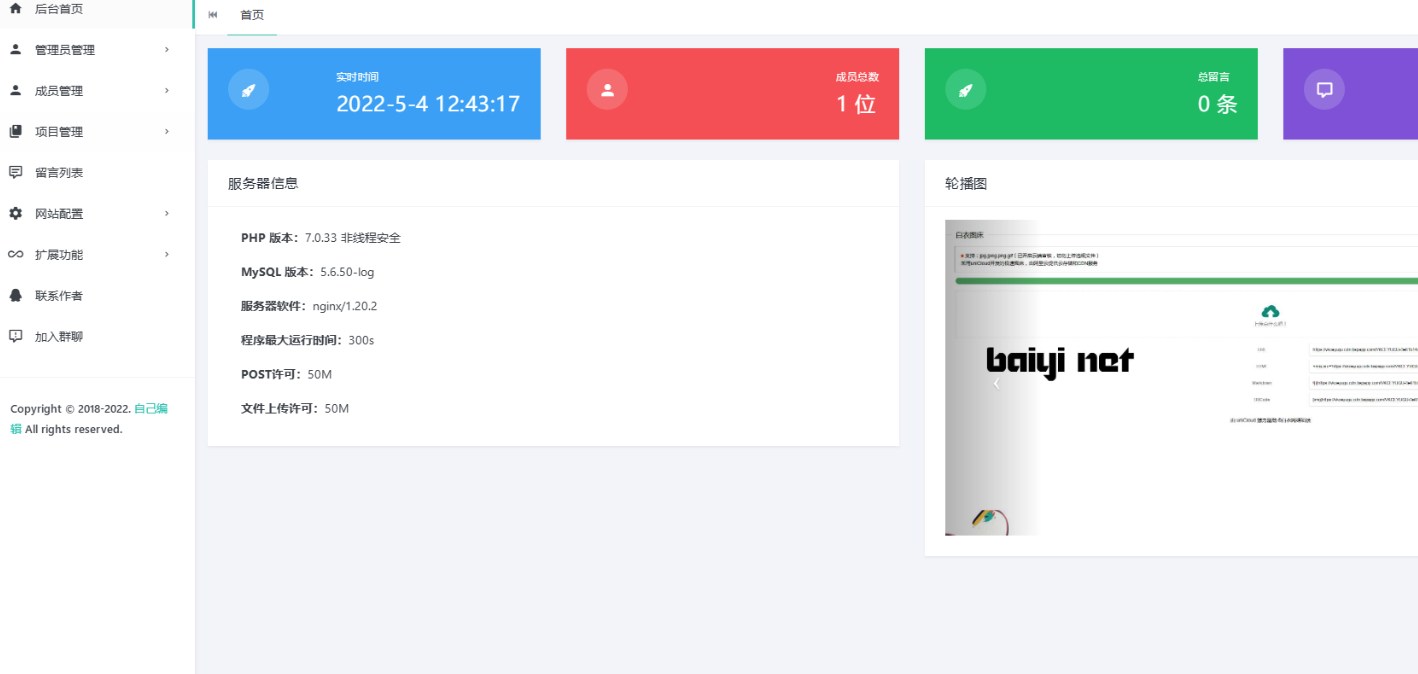 后台首页
管理员管理
成员管理
项目管理
留言列表
网站配置
扩展功能
联系作者
加入群聊
Copyright © 2018-2022. 自己编
辑 All rights reserved.
首页
实时时间
2022-5-4 12:43:17
成员总数
1 位
总留言
0 条
服务器信息
PHP 版本：7.0.33 非线程安全
MySQL 版本：5.6.50-log
服务器软件：nginx/1.20.2
程序最大运行时间：300s
POST许可：50M
文件上传许可：50M
轮播图
白衣图床
baiyi net
Markdown